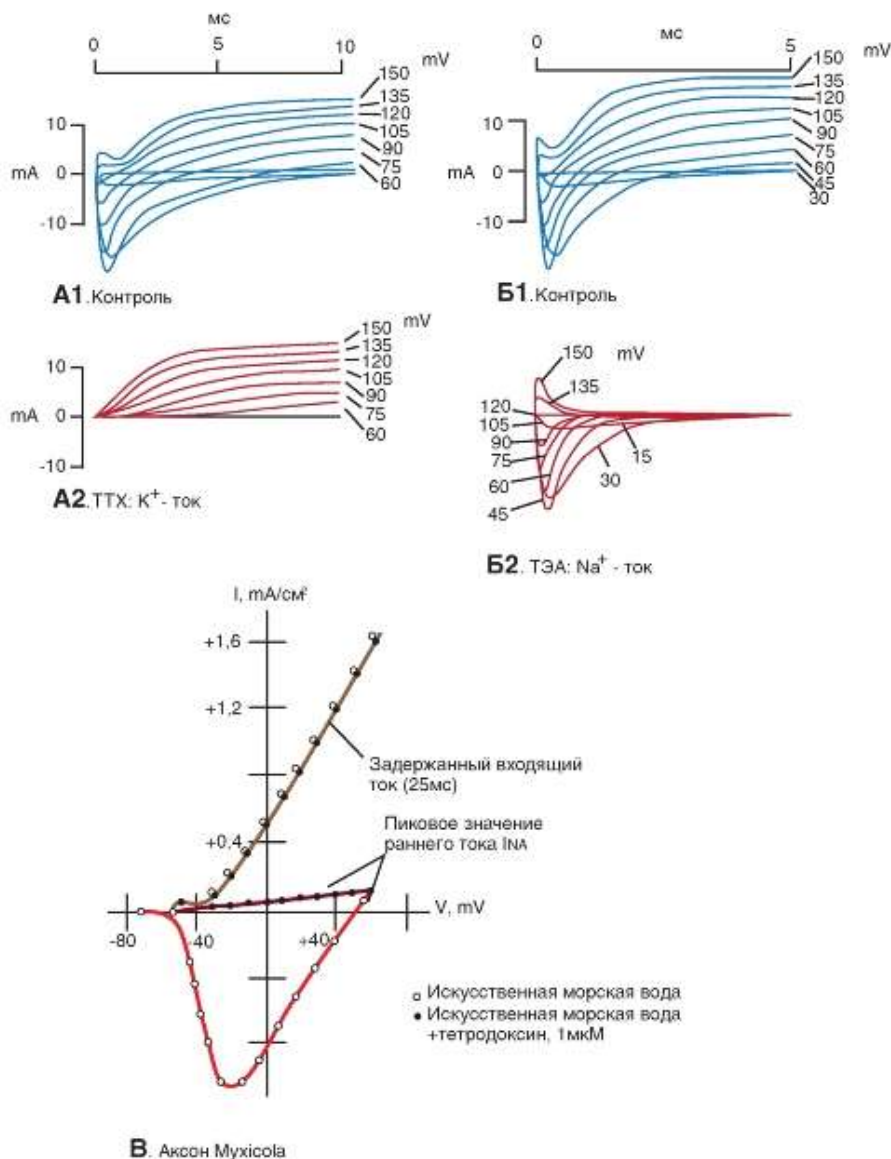 мс
0 5 10
mV
150
135
120
105
90
75
60
10
mA 0
-10
А1.Контроль
мс
0 5
mV
150
135
120
105
90
75
60
45
30
10
mA 0
-10
Б1.Контроль
mV
150
135
120
105
90
75
60
10
mA 0
-10
А2.ТТХ: K+- ток
150 mV
135
120
105
90
75
60
45
15
30
Б2. ТЭА: Na+ - ток
I, mA/см²
+1,6
+1,2
Задержанный входящий
ток (25мс)
Пиковое значение
раннего тока INA
+0,4
V, mV
-80 -40 +40
Искусственная морская вода
Искусственная морская вода
+тетродоксин, 1мкМ
В. Аксон Myxicola